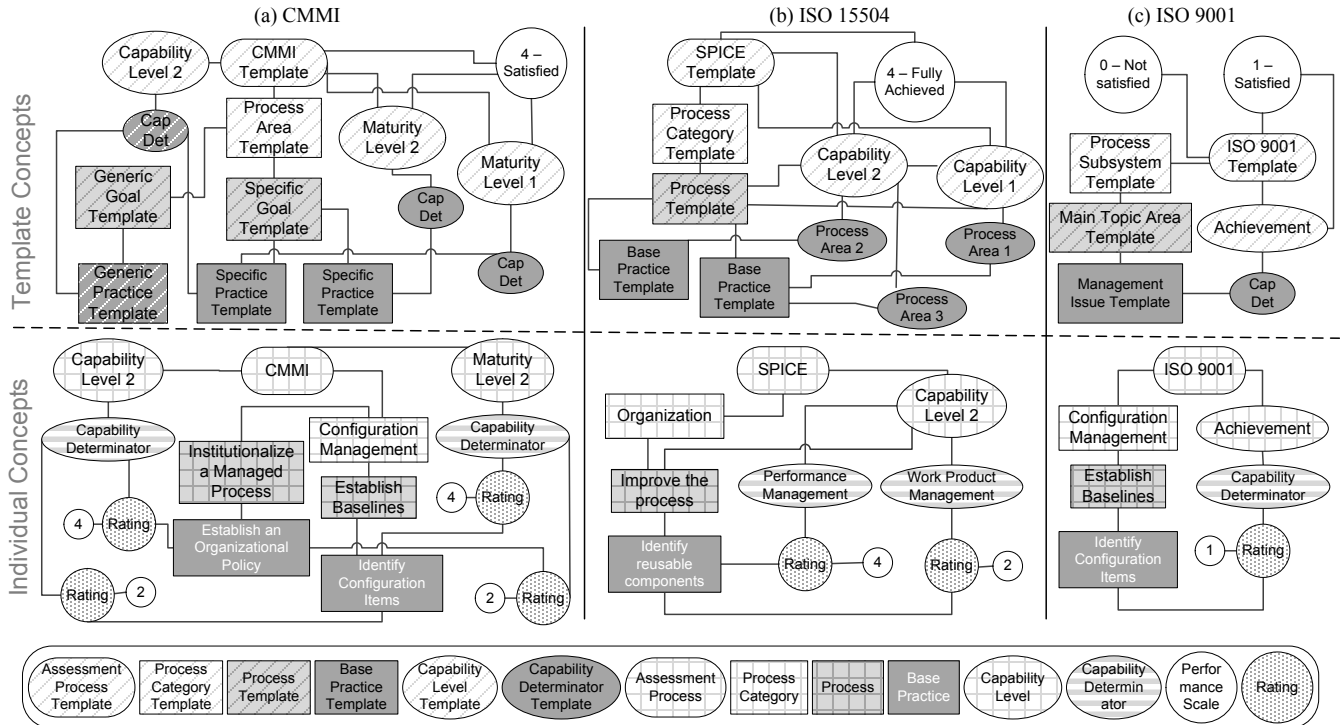 (a) CMMI
(b) ISO 15504
(c) ISO 9001
Template Concepts
Capability
Level 2
CMMI
Template
4 –
Satisfied
Cap
Det
Process
Area
Template
Maturity
Level 2
Maturity
Level 1
Generic
Goal
Template
Specific
Goal
Template
Cap
Det
Cap
Det
Generic
Practice
Template
Specific
Practice
Template
Specific
Practice
Template
SPICE
Template
4 – Fully
Achieved
Process
Category
Template
Capability
Level 2
Capability
Level 1
Process
Template
Process
Area 2
Process
Area 1
Base
Practice
Template
Base
Practice
Template
Process
Area 3
0 – Not
satisfied
1 –
Satisfied
Process
Subsystem
Template
ISO 9001
Template
Main Topic Area
Template
Achievement
Management
Issue Template
Cap
Det
Individual Concepts
Capability
Level 2
CMMI
Maturity
Level 2
Capability
Determinator
Institutionalize
a Managed
Process
Configuration
Management
Capability
Determinator
Establish
Baselines
4
Rating
4
Rating
Establish an
Organizational
Policy
Identify
Configuration
Items
Rating
2
2
Rating
SPICE
Organization
Capability
Level 2
Improve the
process
Performance
Management
Work Product
Management
Identify
reusable
components
Rating
4
Rating
2
ISO 9001
Configuration
Management
Achievement
Establish
Baselines
Capability
Determinator
Identify
Configuration
Items
1
Rating
Assessment
Process
Template
Process
Category
Template
Process
Template
Base
Practice
Template
Capability
Level
Template
Capability
Determinator
Template
Assessment
Process
Process
Category
Process
Base
Practice
Capability
Level
Capability
Determin
ator
Perfor
mance
Scale
Rating